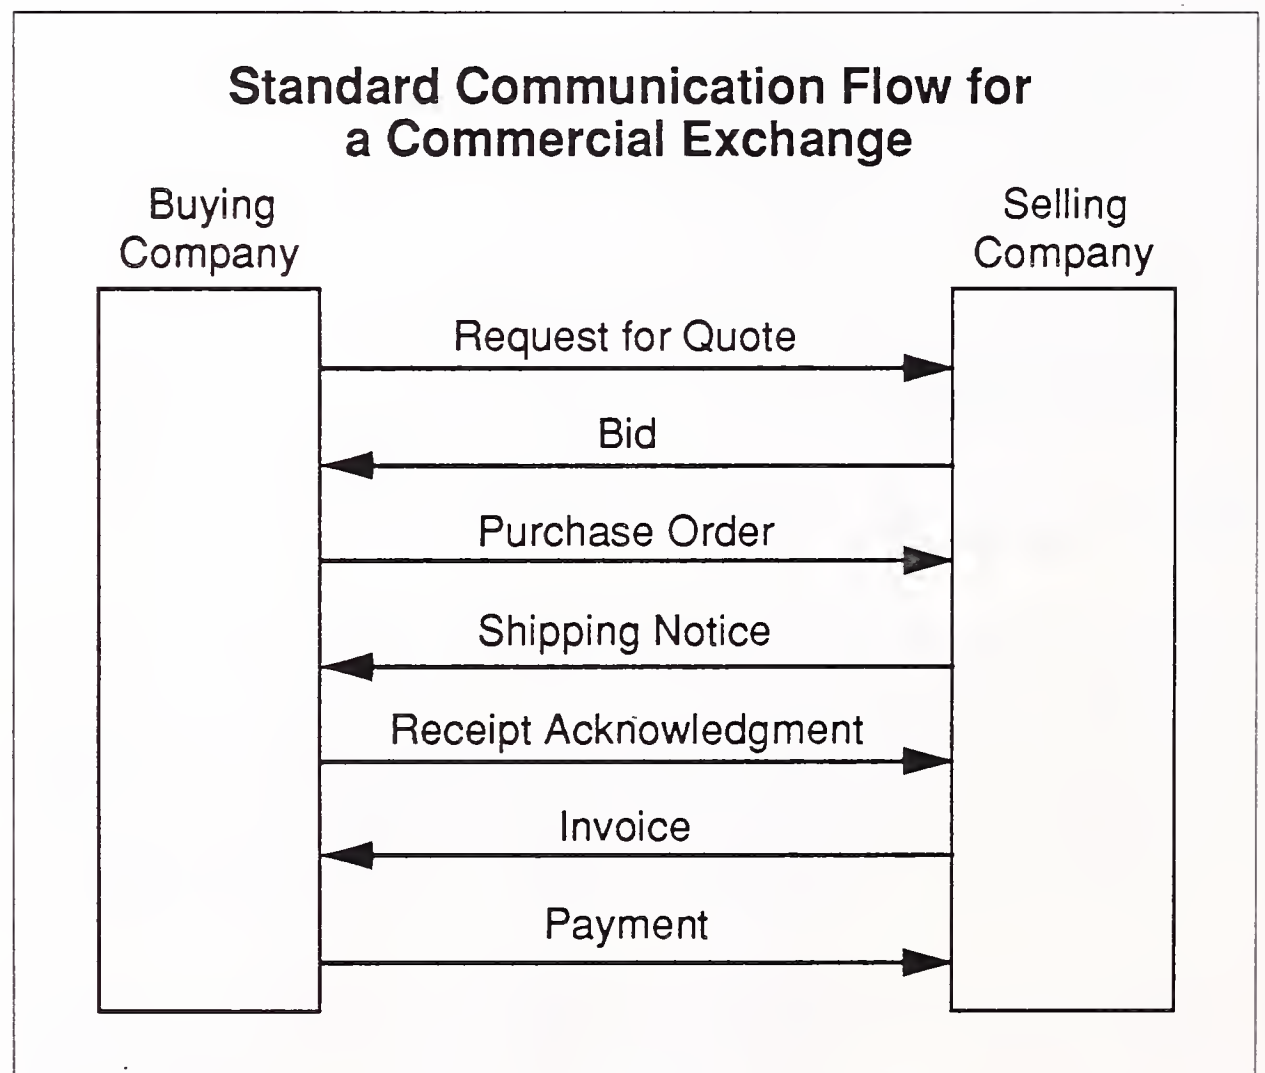 Standard Communication Flow for
a Commercial Exchange
Buying
Company
Selling
Company
Request for Quote
Bid
Purchase Order
Shipping Notice
Receipt Acknowledgment
Invoice
Payment